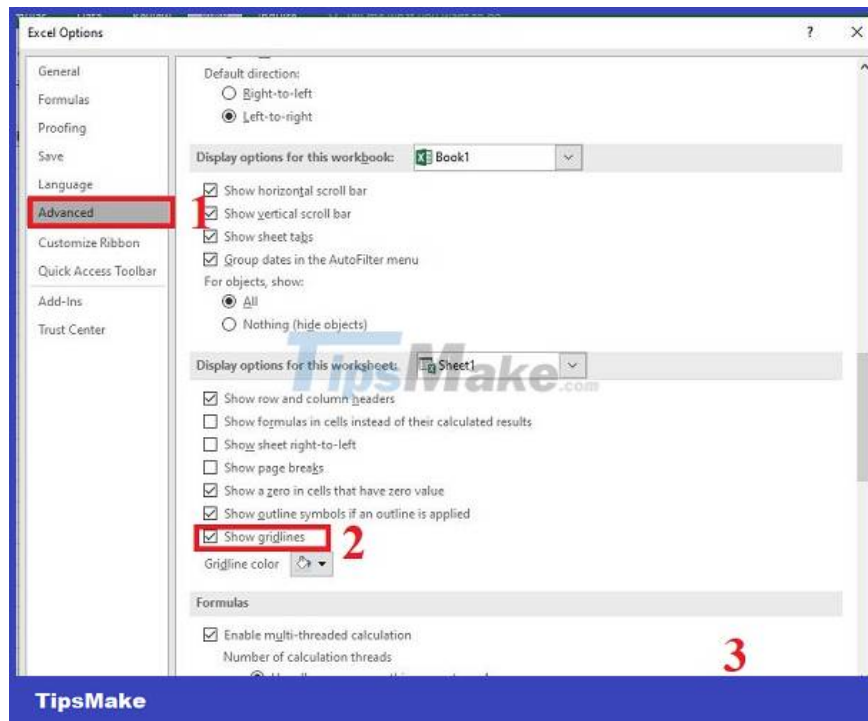 Excel Options ?
General
Formulas
Proofing
Save
Language
Advanced
Customize Ribbon
Quick Access Toolbar
Add-Ins
Trust Center
Default direction:
Right-to-left
Left-to-right
Display options for this workbook: Book1
Show horizontal scroll bar
1
Show vertical scroll bar
Show sheet tabs
Group dates in the AutoFilter menu
For objects, show:
All
Nothing (hide objects)
Display options for this worksheet: Sheet1
TipsMake.com
Show row and column headers
Show formulas in cells instead of their calculated results
Show sheet right-to-left
Show page breaks
Show a zero in cells that have zero value
Show outline symbols if an outline is applied
Show gridlines 2
Gridline color
Formulas
Enable multi-threaded calculation
Number of calculation threads
3
TipsMake